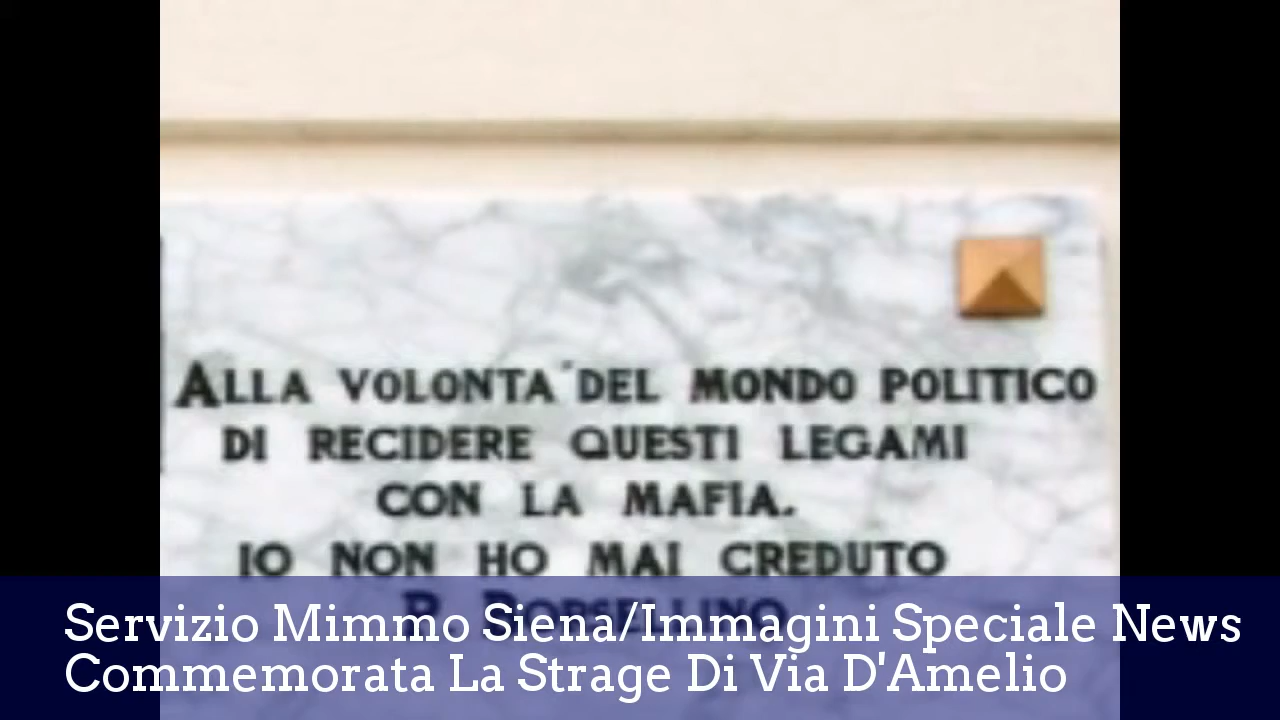 ALLA VOLONTA´ DEL MONDO POLITICO
DI RECIDERE QUESTI LEGAMI
CON LA MAFIA.
IO NON HO MAI CREDUTO
P. BORSELLINO
Servizio Mimmo Siena/Immagini Speciale News
Commemorata La Strage Di Via D'Amelio